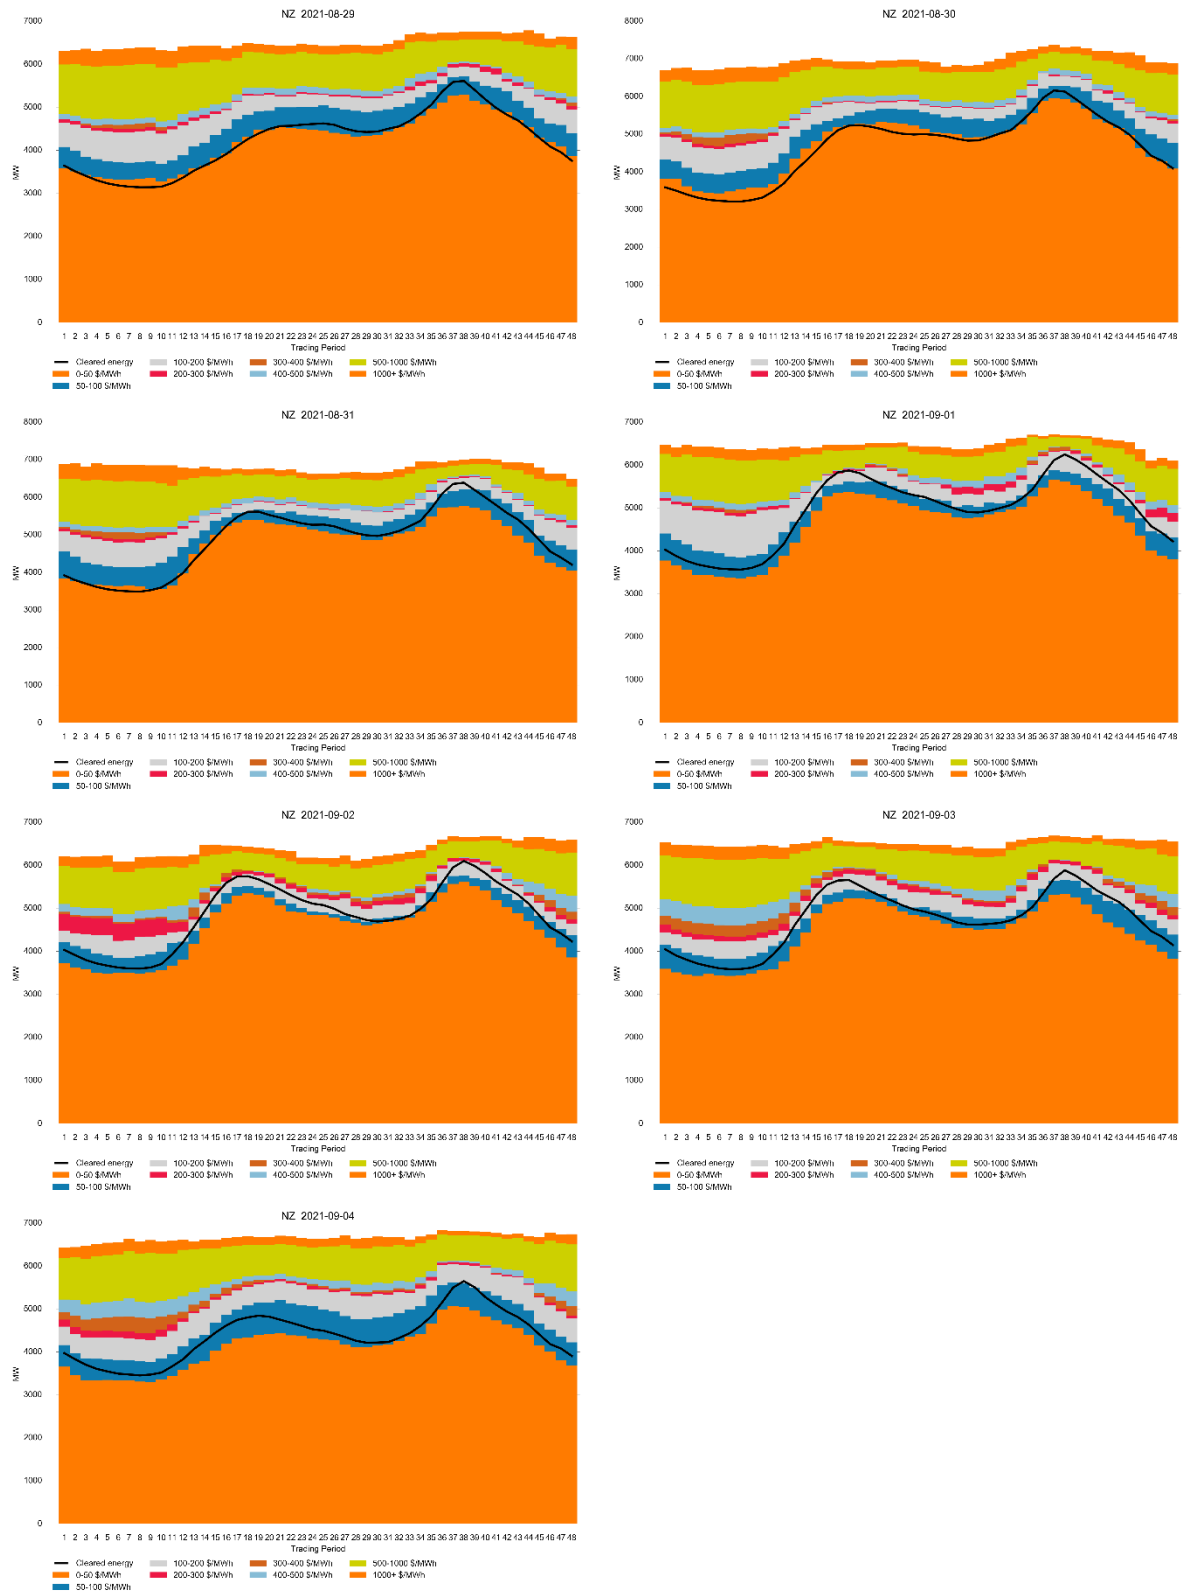 NZ 2021-08-29
7000
6000
5000
4000
MW
3000
2000
1000
0
1 2 3 4 5 6 7 8 9 10 11 12 13 14 15 16 17 18 19 20 21 22 23 24 25 26 27 28 29 30 31 32 33 34 35 36 37 38 39 40 41 42 43 44 45 46 47 48
Trading Period
Cleared energy 100-200 $/MWh 300-400 $/MWh 500-1000 $/MWh
0-50 $/MWh 200-300 $/MWh 400-500 $/MWh 1000+ $/MWh
50-100 $/MWh
NZ 2021-08-30
8000
7000
6000
5000
4000
MW
3000
2000
1000
0
1 2 3 4 5 6 7 8 9 10 11 12 13 14 15 16 17 18 19 20 21 22 23 24 25 26 27 28 29 30 31 32 33 34 35 36 37 38 39 40 41 42 43 44 45 46 47 48
Trading Period
Cleared energy 100-200 $/MWh 300-400 $/MWh 500-1000 $/MWh
0-50 $/MWh 200-300 $/MWh 400-500 $/MWh 1000+ $/MWh
50-100 $/MWh
NZ 2021-08-31
8000
7000
6000
5000
4000
MW
3000
2000
1000
0
1 2 3 4 5 6 7 8 9 10 11 12 13 14 15 16 17 18 19 20 21 22 23 24 25 26 27 28 29 30 31 32 33 34 35 36 37 38 39 40 41 42 43 44 45 46 47 48
Trading Period
Cleared energy 100-200 $/MWh 300-400 $/MWh 500-1000 $/MWh
0-50 $/MWh 200-300 $/MWh 400-500 $/MWh 1000+ $/MWh
50-100 $/MWh
NZ 2021-09-01
7000
6000
5000
4000
MW
3000
2000
1000
0
1 2 3 4 5 6 7 8 9 10 11 12 13 14 15 16 17 18 19 20 21 22 23 24 25 26 27 28 29 30 31 32 33 34 35 36 37 38 39 40 41 42 43 44 45 46 47 48
Trading Period
Cleared energy 100-200 $/MWh 300-400 $/MWh 500-1000 $/MWh
0-50 $/MWh 200-300 $/MWh 400-500 $/MWh 1000+ $/MWh
50-100 $/MWh
NZ 2021-09-02
7000
6000
5000
4000
MW
3000
2000
1000
0
1 2 3 4 5 6 7 8 9 10 11 12 13 14 15 16 17 18 19 20 21 22 23 24 25 26 27 28 29 30 31 32 33 34 35 36 37 38 39 40 41 42 43 44 45 46 47 48
Trading Period
Cleared energy 100-200 $/MWh 300-400 $/MWh 500-1000 $/MWh
0-50 $/MWh 200-300 $/MWh 400-500 $/MWh 1000+ $/MWh
50-100 $/MWh
NZ 2021-09-03
7000
6000
5000
4000
MW
3000
2000
1000
0
1 2 3 4 5 6 7 8 9 10 11 12 13 14 15 16 17 18 19 20 21 22 23 24 25 26 27 28 29 30 31 32 33 34 35 36 37 38 39 40 41 42 43 44 45 46 47 48
Trading Period
Cleared energy 100-200 $/MWh 300-400 $/MWh 500-1000 $/MWh
0-50 $/MWh 200-300 $/MWh 400-500 $/MWh 1000+ $/MWh
50-100 $/MWh
NZ 2021-09-04
7000
6000
5000
4000
MW
3000
2000
1000
0
1 2 3 4 5 6 7 8 9 10 11 12 13 14 15 16 17 18 19 20 21 22 23 24 25 26 27 28 29 30 31 32 33 34 35 36 37 38 39 40 41 42 43 44 45 46 47 48
Trading Period
Cleared energy 100-200 $/MWh 300-400 $/MWh 500-1000 $/MWh
0-50 $/MWh 200-300 $/MWh 400-500 $/MWh 1000+ $/MWh
50-100 $/MWh